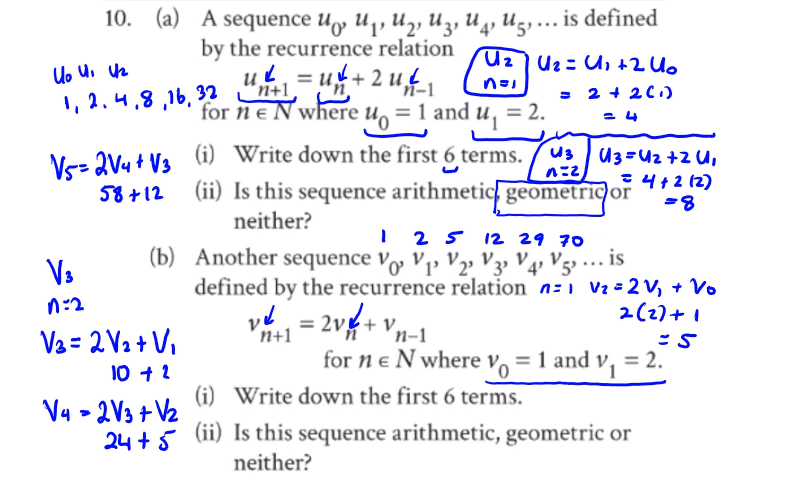 10. (a) A sequence u₀, u₁, u₂, u₃, u₄, u₅, ... is defined
by the recurrence relation
uₙ₊₁ = uₙ + 2 uₙ₋₁
for n ∈ N where u₀ = 1 and u₁ = 2.
U₀ U₁ U₂
1, 2, 4, 8, 16, 32
U₂
n=1
U₂ = U₁ + 2 U₀
= 2 + 2(1)
= 4
(i) Write down the first 6 terms.
U₃
n=2
U₃ = U₂ + 2 U₁
= 4 + 2(2)
= 8
V₅ = 2V₄ + V₃
58 + 12
(ii) Is this sequence arithmetic, geometric or
neither?
1 2 5 12 29 70
(b) Another sequence v₀, v₁, v₂, v₃, v₄, v₅, ... is
defined by the recurrence relation
n=1 V₂ = 2V₁ + V₀
2(2) + 1
= 5
vₙ₊₁ = 2vₙ + vₙ₋₁
for n ∈ N where v₀ = 1 and v₁ = 2.
V₃
n=2
V₃ = 2V₂ + V₁
10 + 2
V₄ = 2V₃ + V₂
24 + 5
(i) Write down the first 6 terms.
(ii) Is this sequence arithmetic, geometric or
neither?